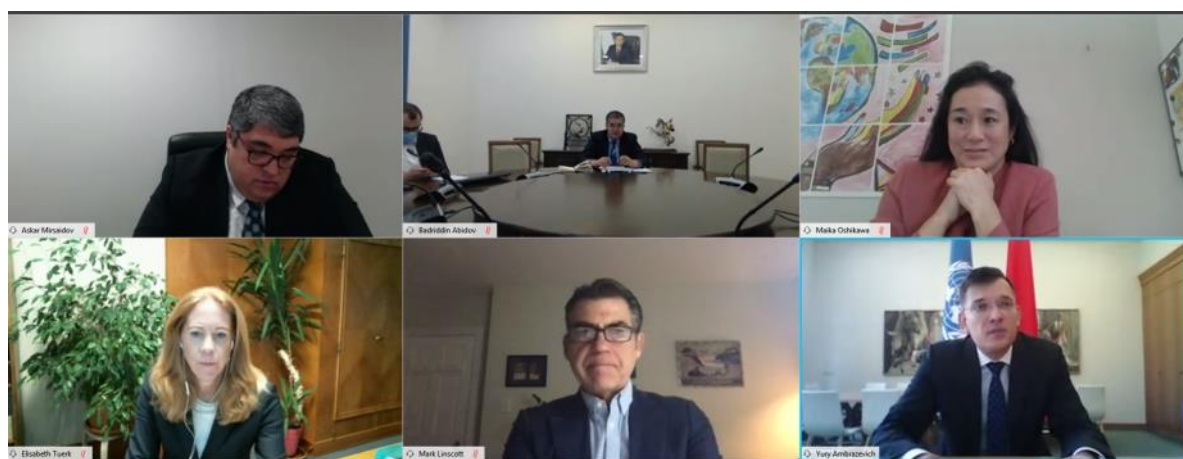 Askar Mirsaidov
Badriddin Abidov
Maika Oshikawa
Elisabeth Tuerk
Mark Linscott
Yury Ambrazevich